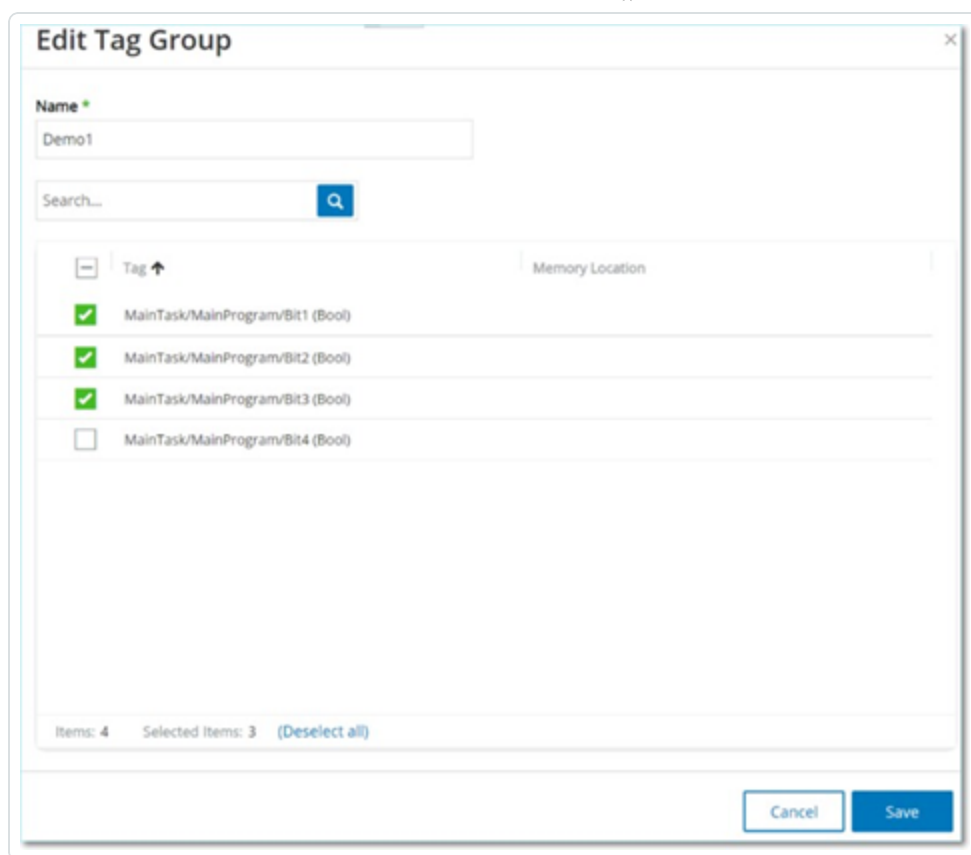 Edit Tag Group
Name *
Demo1
Search...
Tag Memory Location
MainTask/MainProgram/Bit1 (Bool)
MainTask/MainProgram/Bit2 (Bool)
MainTask/MainProgram/Bit3 (Bool)
MainTask/MainProgram/Bit4 (Bool)
Items: 4 Selected Items: 3 (Deselect all)
Cancel Save